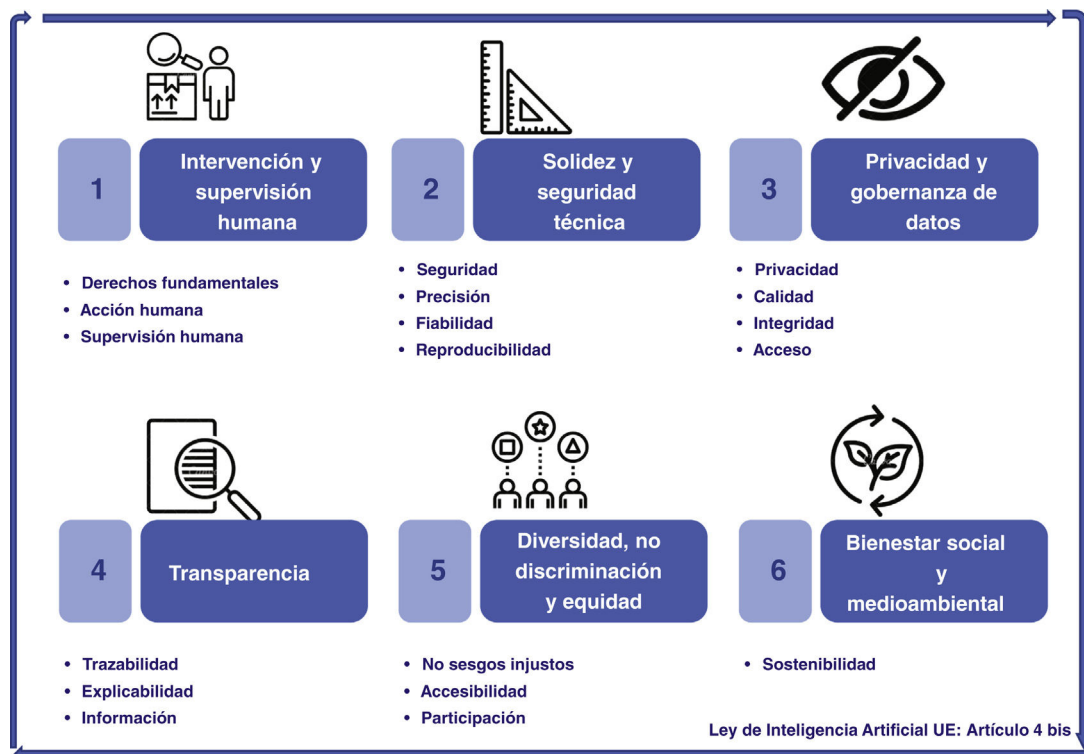 1
Intervención y
supervisión
humana
2
Solidez y
seguridad
técnica
3
Privacidad y
gobernanza de
datos
• Derechos fundamentales
• Acción humana
• Supervisión humana
• Seguridad
• Precisión
• Fiabilidad
• Reproducibilidad
• Privacidad
• Calidad
• Integridad
• Acceso
4
Transparencia
5
Diversidad, no
discriminación
y equidad
6
Bienestar social
y
medioambiental
• Trazabilidad
• Explicabilidad
• Información
• No sesgos injustos
• Accesibilidad
• Participación
• Sostenibilidad
Ley de Inteligencia Artificial UE: Artículo 4 bis